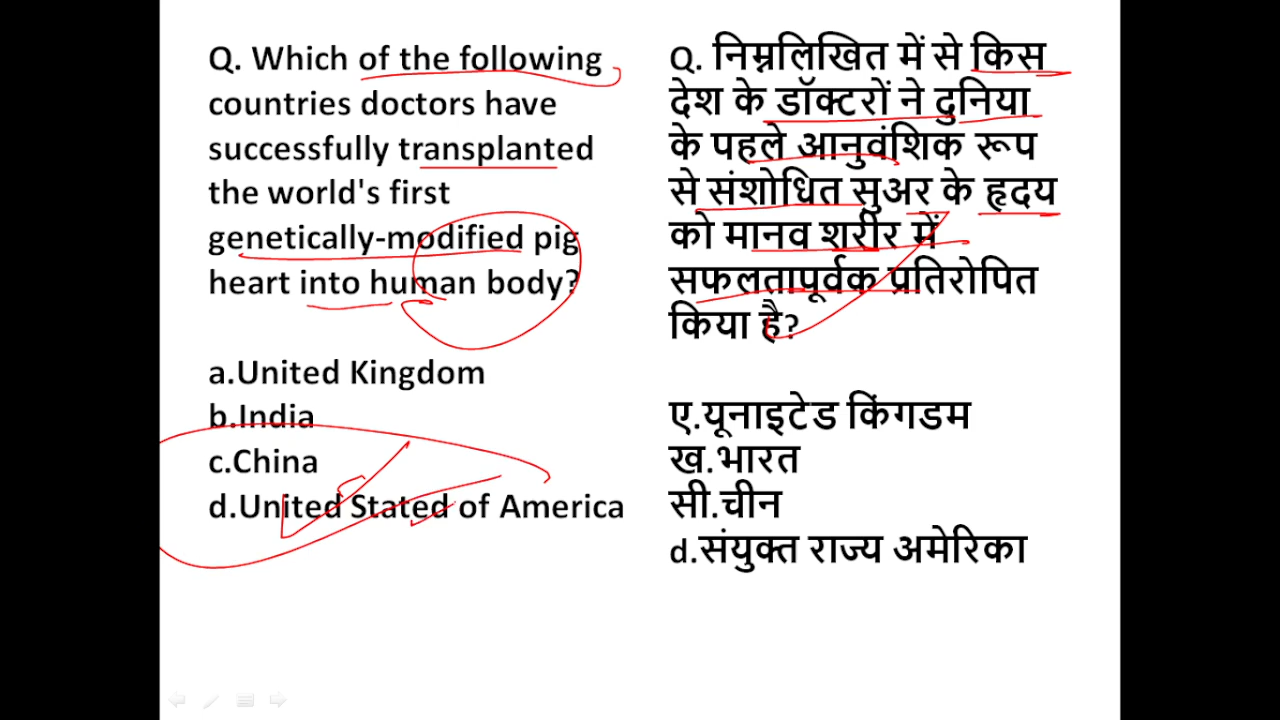 Q. Which of the following
countries doctors have
successfully transplanted
the world's first
genetically-modified pig
heart into human body?
a.United Kingdom
b.India
c.China
d.United Stated of America
Q. निम्नलिखित में से किस
देश के डॉक्टरों ने दुनिया
के पहले आनुवंशिक रूप
से संशोधित सुअर के हृदय
को मानव शरीर में
सफलतापूर्वक प्रतिरोपित
किया है?
ए.यूनाइटेड किंगडम
ख.भारत
सी.चीन
d.संयुक्त राज्य अमेरिका